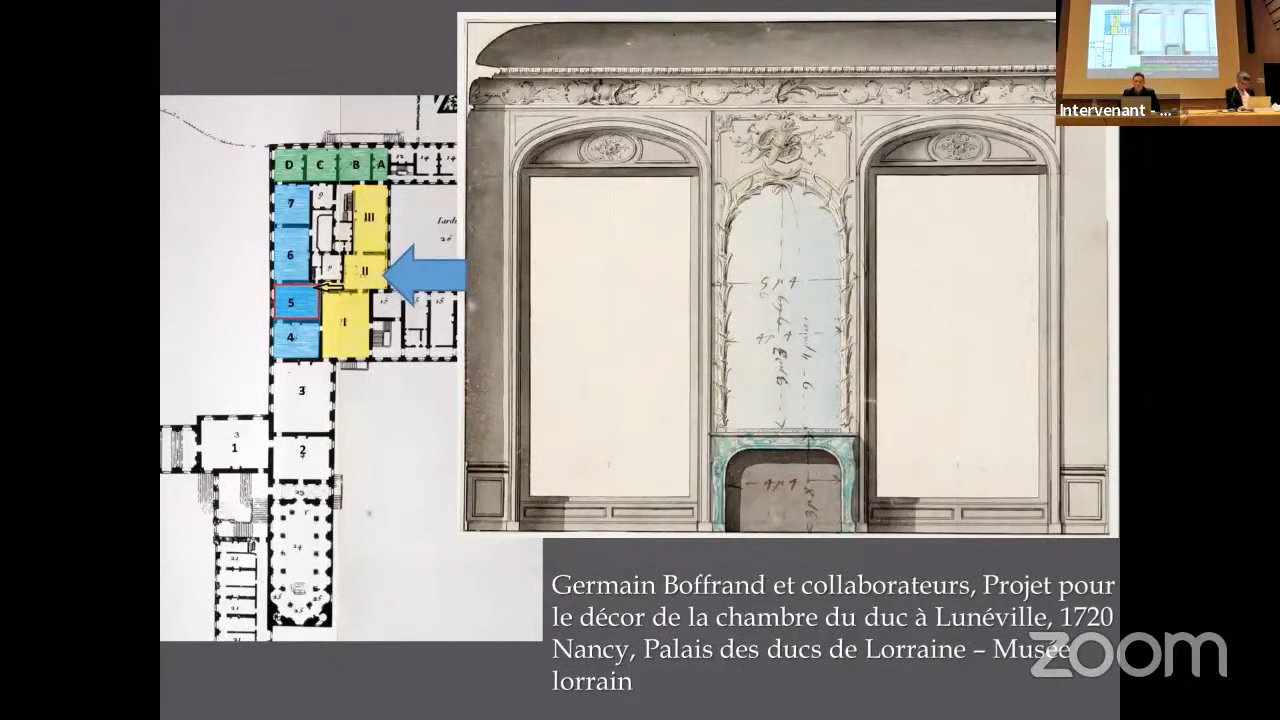 Intervenant - ...
D C B A
7
III
6
II
5
I
4
3
1
2
Germain Boffrand et collaborateurs, Projet pour
le décor de la chambre du duc à Lunéville, 1720
Nancy, Palais des ducs de Lorraine – Musée
lorrain
zoom